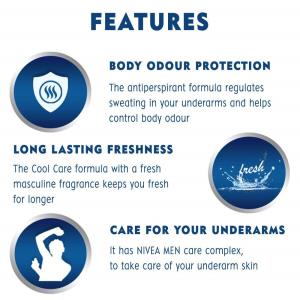 FEATURES
BODY ODOUR PROTECTION
The antiperspirant formula regulates
sweating in your underarms and helps
control body odour
LONG LASTING FRESHNESS
The Cool Care formula with a fresh
masculine fragrance keeps you fresh
for longer
fresh
CARE FOR YOUR UNDERARMS
It has NIVEA MEN care complex,
to take care of your underarm skin